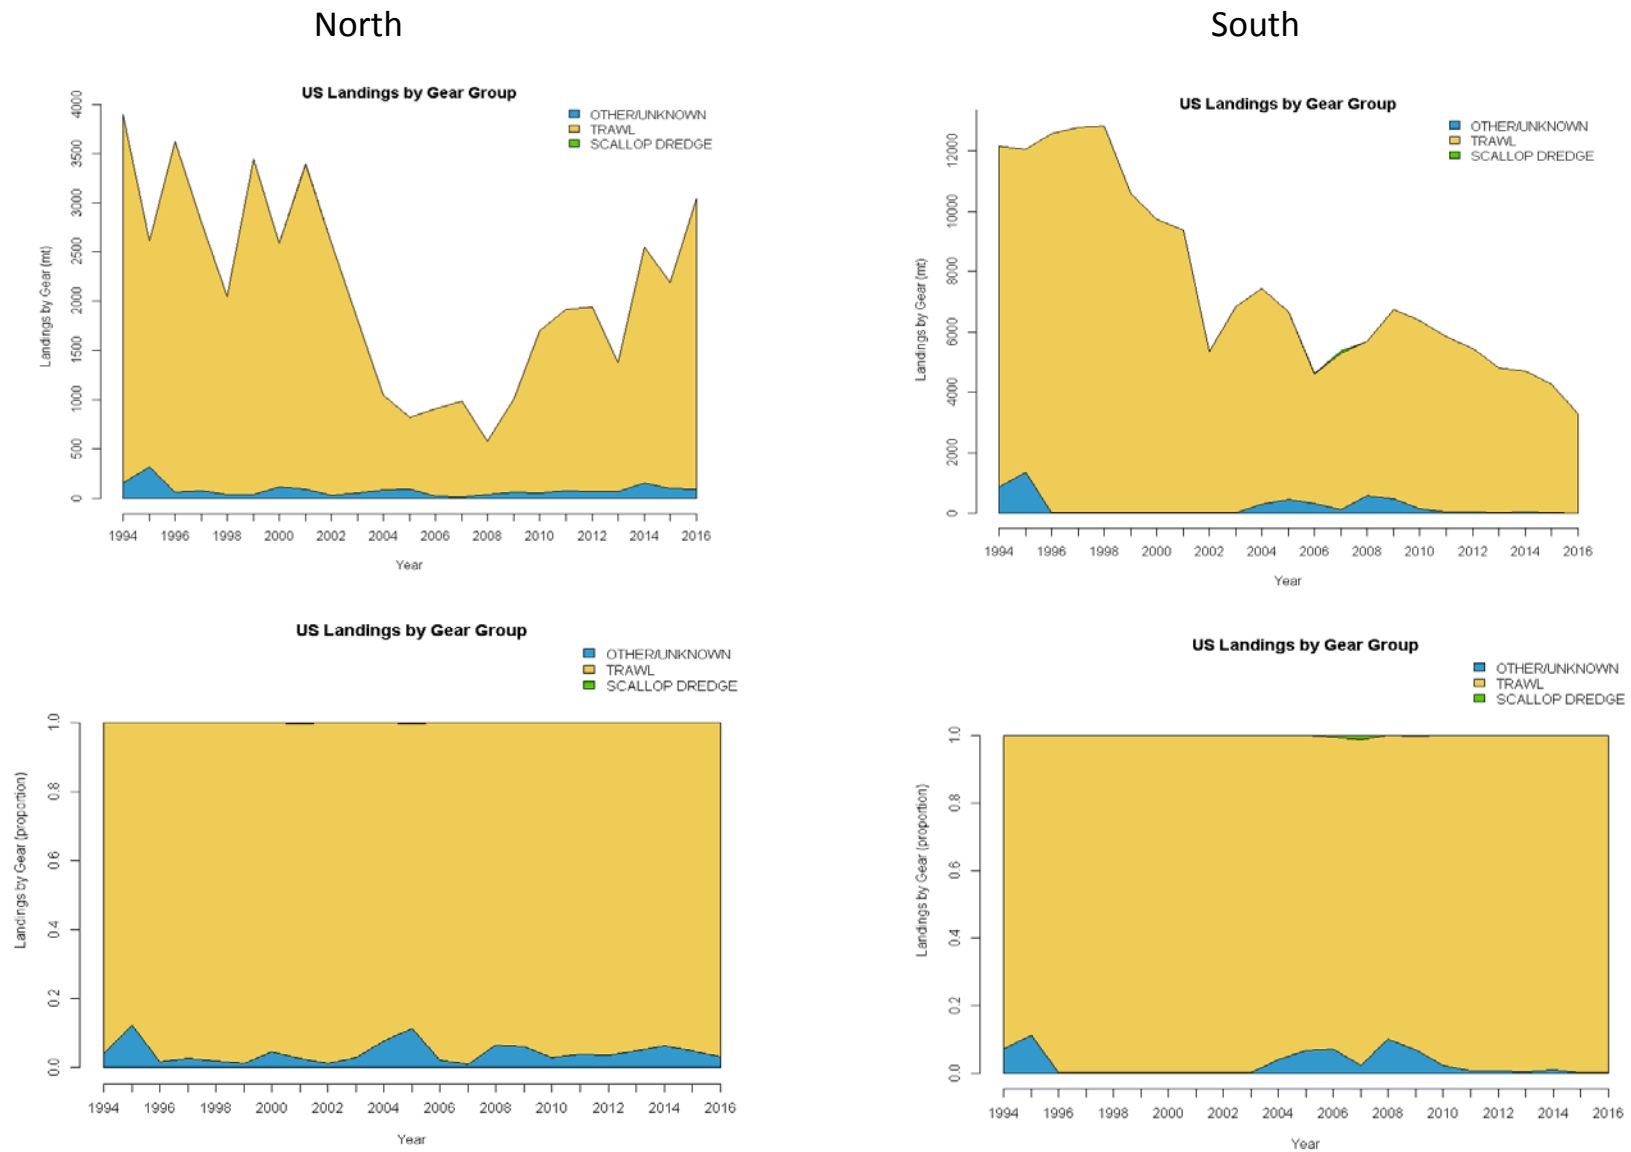 North
South
US Landings by Gear Group
OTHER/UNKNOWN
TRAWL
SCALLOP DREDGE
Landings by Gear (mt)
4000
3500
3000
2500
2000
1500
1000
500
0
1994 1996 1998 2000 2002 2004 2006 2008 2010 2012 2014 2016
Year
US Landings by Gear Group
OTHER/UNKNOWN
TRAWL
SCALLOP DREDGE
Landings by Gear (mt)
12000
10000
8000
6000
4000
2000
0
1994 1996 1998 2000 2002 2004 2006 2008 2010 2012 2014 2016
Year
US Landings by Gear Group
OTHER/UNKNOWN
TRAWL
SCALLOP DREDGE
Landings by Gear (proportion)
1.0
0.8
0.6
0.4
0.2
0.0
1994 1996 1998 2000 2002 2004 2006 2008 2010 2012 2014 2016
Year
US Landings by Gear Group
OTHER/UNKNOWN
TRAWL
SCALLOP DREDGE
Landings by Gear (proportion)
1.0
0.8
0.6
0.4
0.2
0.0
1994 1996 1998 2000 2002 2004 2006 2008 2010 2012 2014 2016
Year